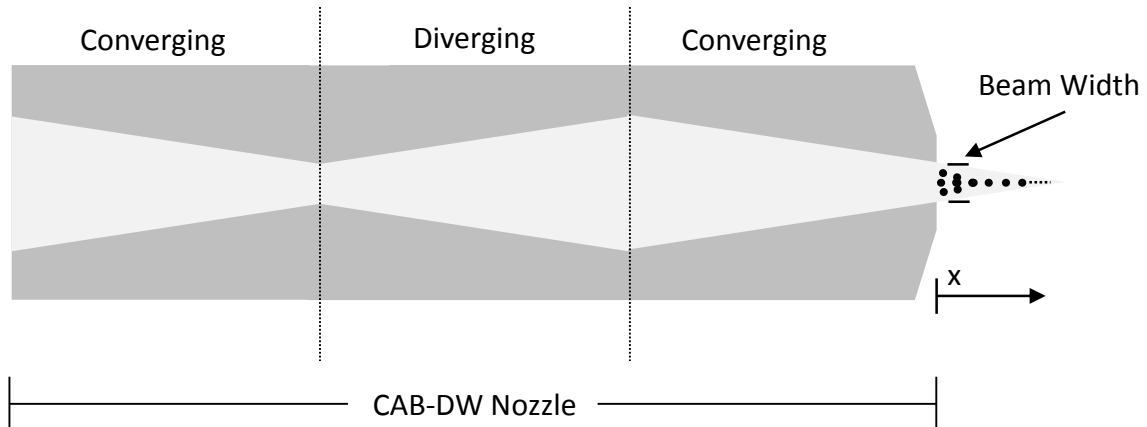 Converging
Diverging
Converging
Beam Width
x
CAB-DW Nozzle